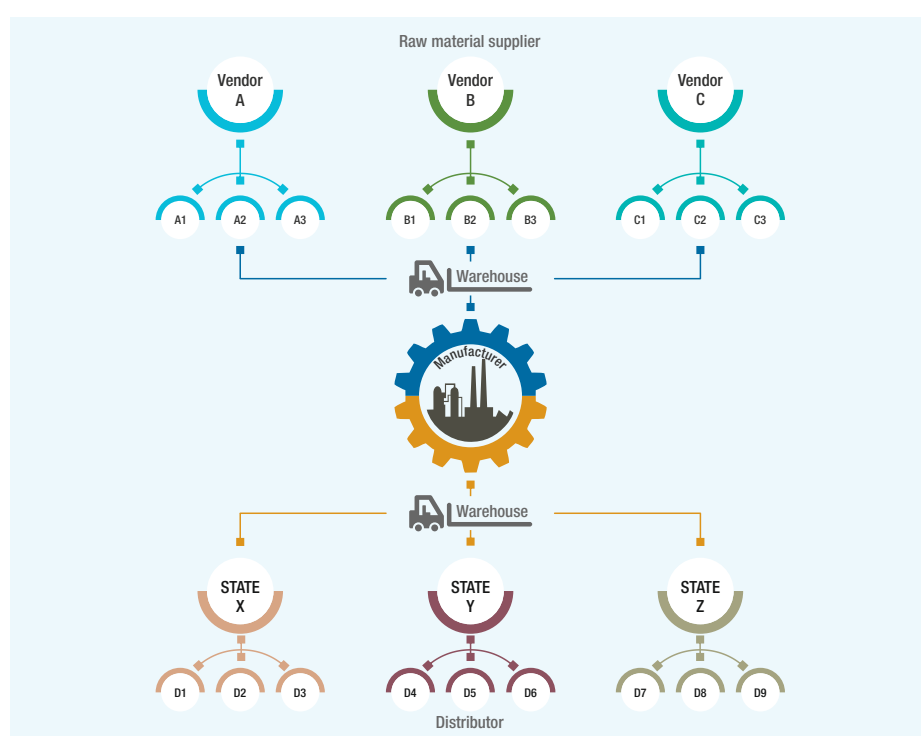 Raw material supplier
Vendor
A
Vendor
B
Vendor
C
A1 A2 A3 B1 B2 B3 C1 C2 C3
Warehouse
Manufacturer
Warehouse
STATE
X
STATE
Y
STATE
Z
D1 D2 D3 D4 D5 D6 D7 D8 D9
Distributor